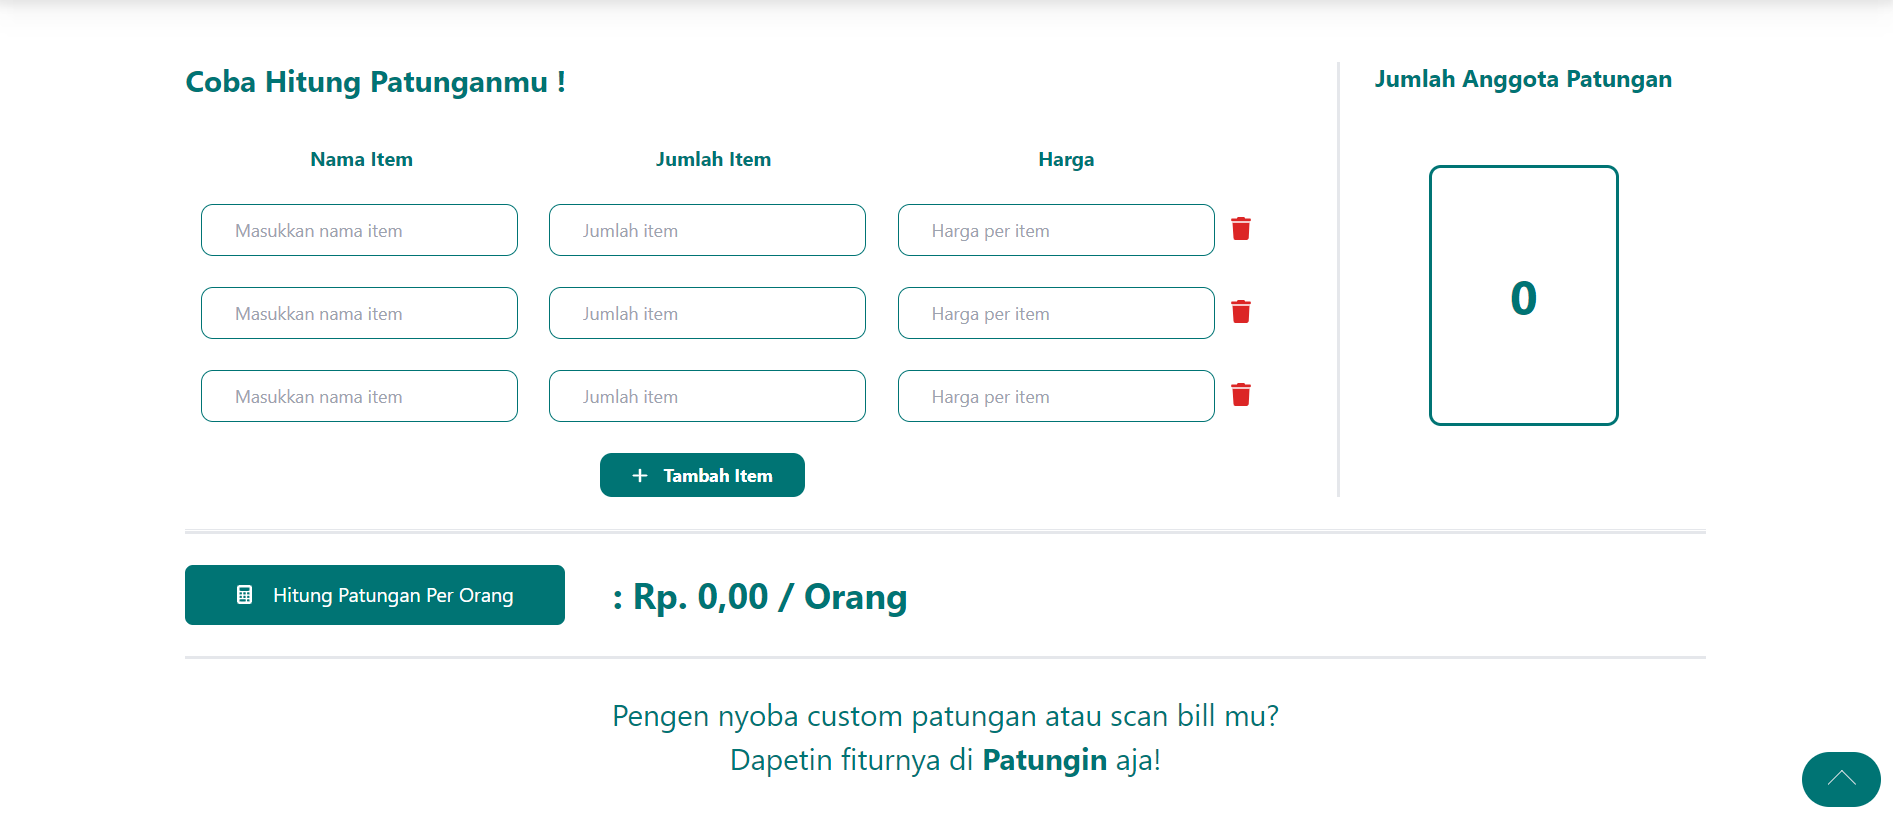 Coba Hitung Patunganmu !
Nama Item Jumlah Item Harga
Masukkan nama item Jumlah item Harga per item
Masukkan nama item Jumlah item Harga per item
Masukkan nama item Jumlah item Harga per item
+ Tambah Item
Jumlah Anggota Patungan
0
Hitung Patungan Per Orang : Rp. 0,00 / Orang
Pengen nyoba custom patungan atau scan bill mu?
Dapetin fiturnya di Patungin aja!